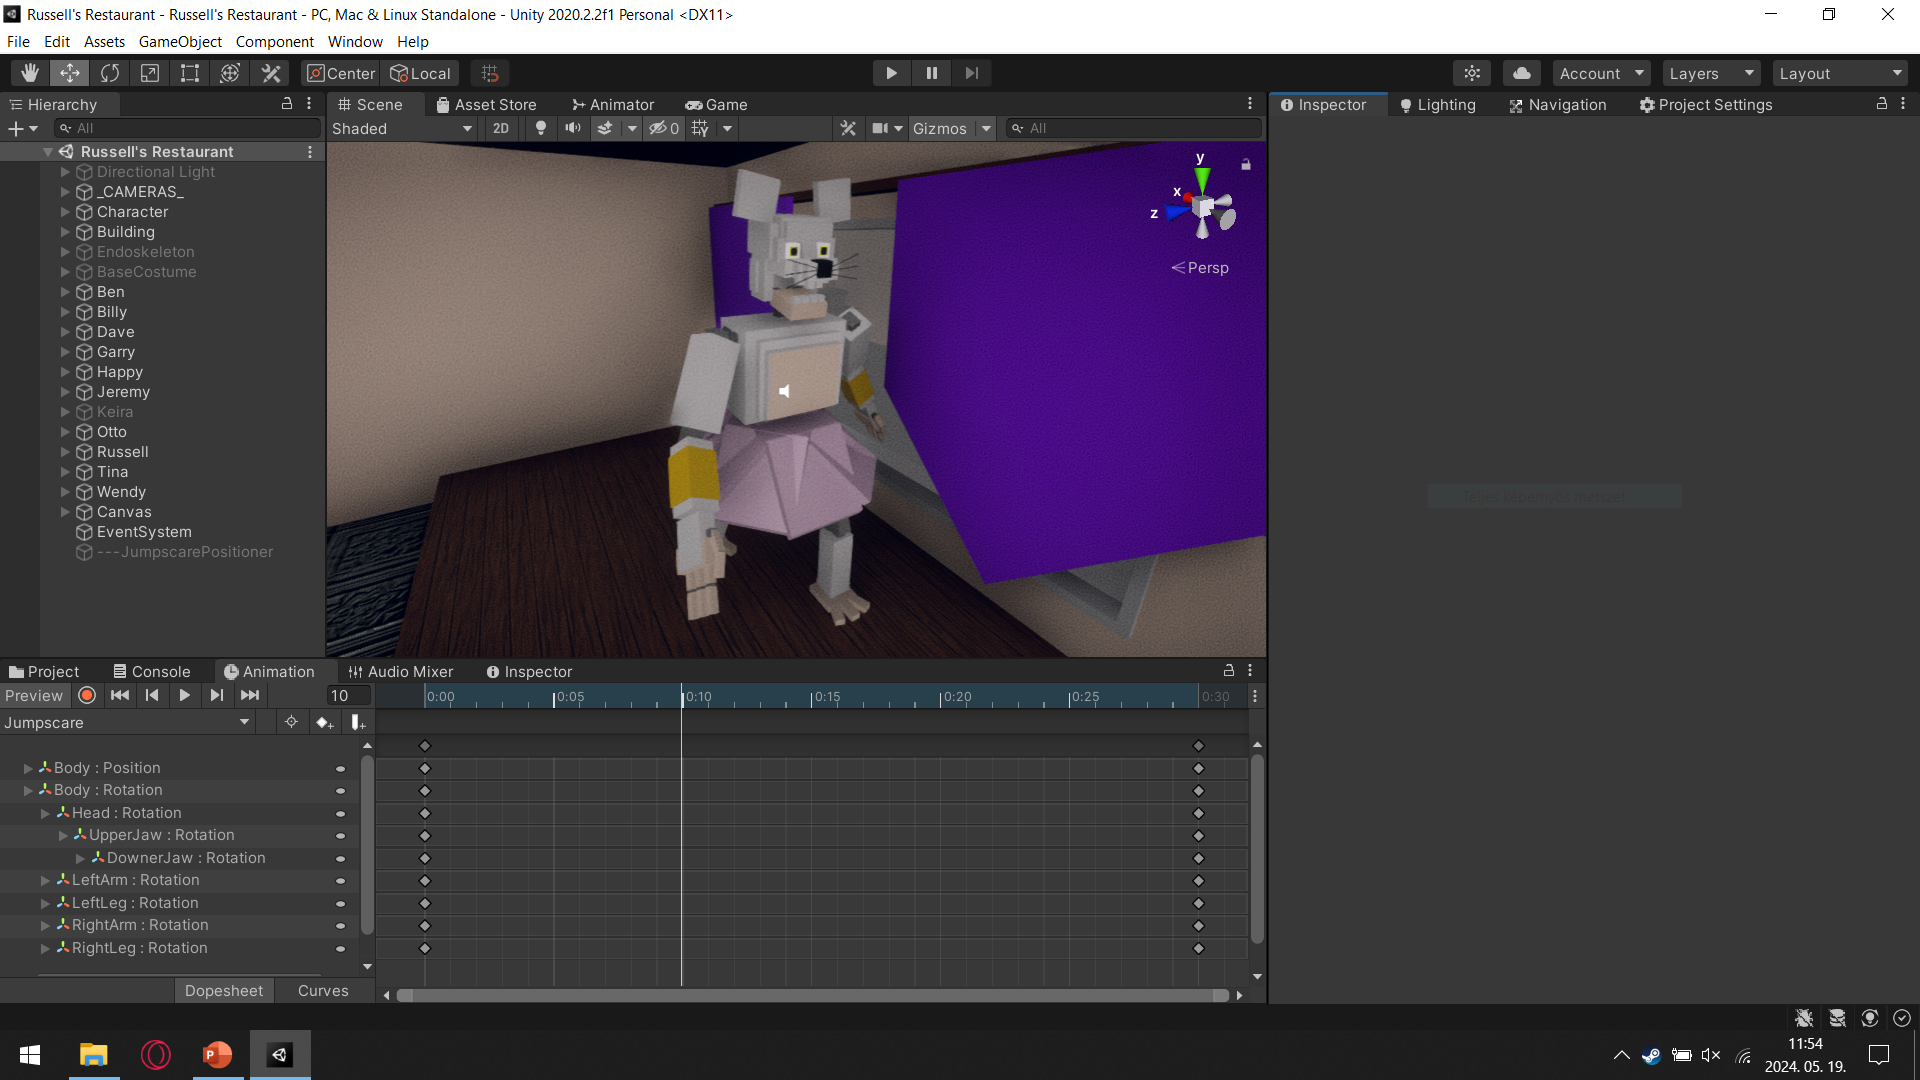 Russell's Restaurant - Russell's Restaurant - PC, Mac & Linux Standalone - Unity 2020.2.2f1 Personal <DX11>
File Edit Assets GameObject Component Window Help
Center Local Account Layers Layout
Hierarchy
All
Russell's Restaurant
Directional Light
_CAMERAS_
Character
Building
Endoskeleton
BaseCostume
Ben
Billy
Dave
Garry
Happy
Jeremy
Keira
Otto
Russell
Tina
Wendy
Canvas
EventSystem
---JumpscarePositioner
Scene Asset Store Animator Game
Shaded 2D 0 Gizmos All
y
x
z
Persp
Inspector Lighting Navigation Project Settings
Teljes képernyős metszet
Project Console Animation Audio Mixer Inspector
Preview 10 0:00 0:05 0:10 0:15 0:20 0:25 0:30
Jumpscare
Body : Position
Body : Rotation
Head : Rotation
UpperJaw : Rotation
DownerJaw : Rotation
LeftArm : Rotation
LeftLeg : Rotation
RightArm : Rotation
RightLeg : Rotation
Dopesheet Curves
P
11:54
2024. 05. 19.